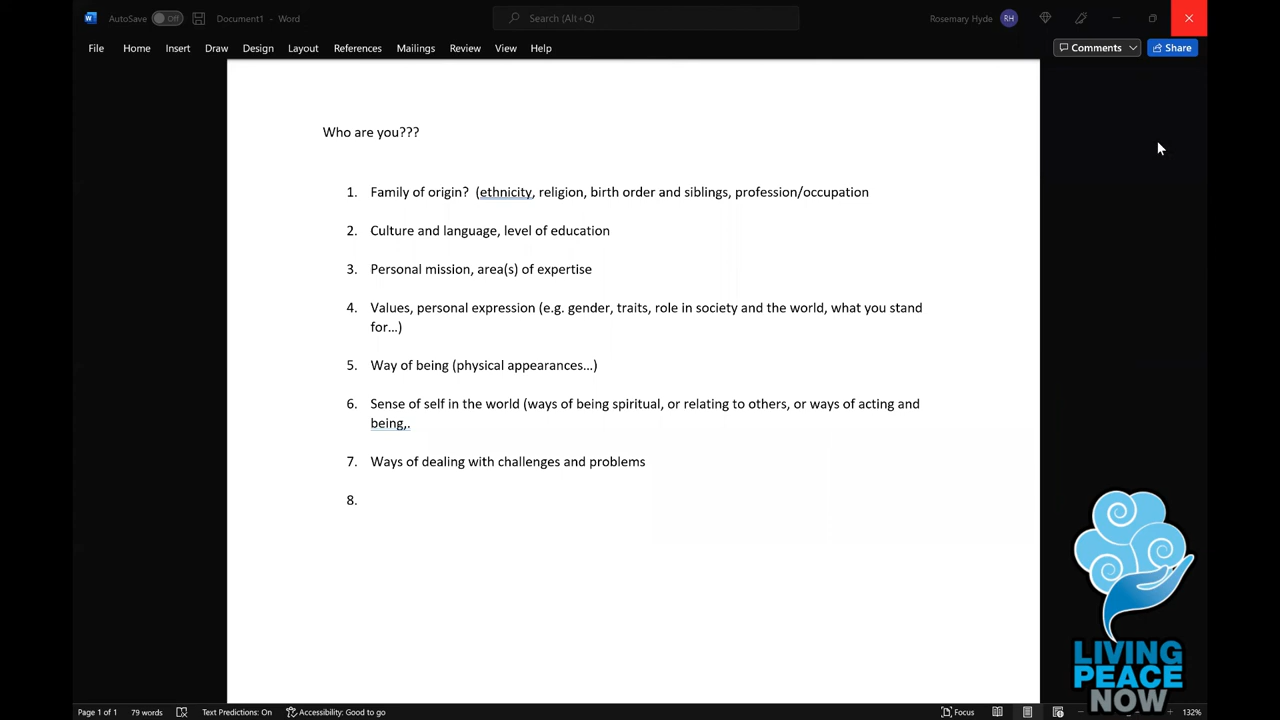 AutoSave Off Document1 - Word Search (Alt+Q) Rosemary Hyde RH
File Home Insert Draw Design Layout References Mailings Review View Help Comments Share
Who are you???
1. Family of origin? (ethnicity, religion, birth order and siblings, profession/occupation
2. Culture and language, level of education
3. Personal mission, area(s) of expertise
4. Values, personal expression (e.g. gender, traits, role in society and the world, what you stand
for...)
5. Way of being (physical appearances...)
6. Sense of self in the world (ways of being spiritual, or relating to others, or ways of acting and
being,.
7. Ways of dealing with challenges and problems
8.
LIVING
PEACE
NOW
Page 1 of 1 79 words Text Predictions: On Accessibility: Good to go Focus 132%